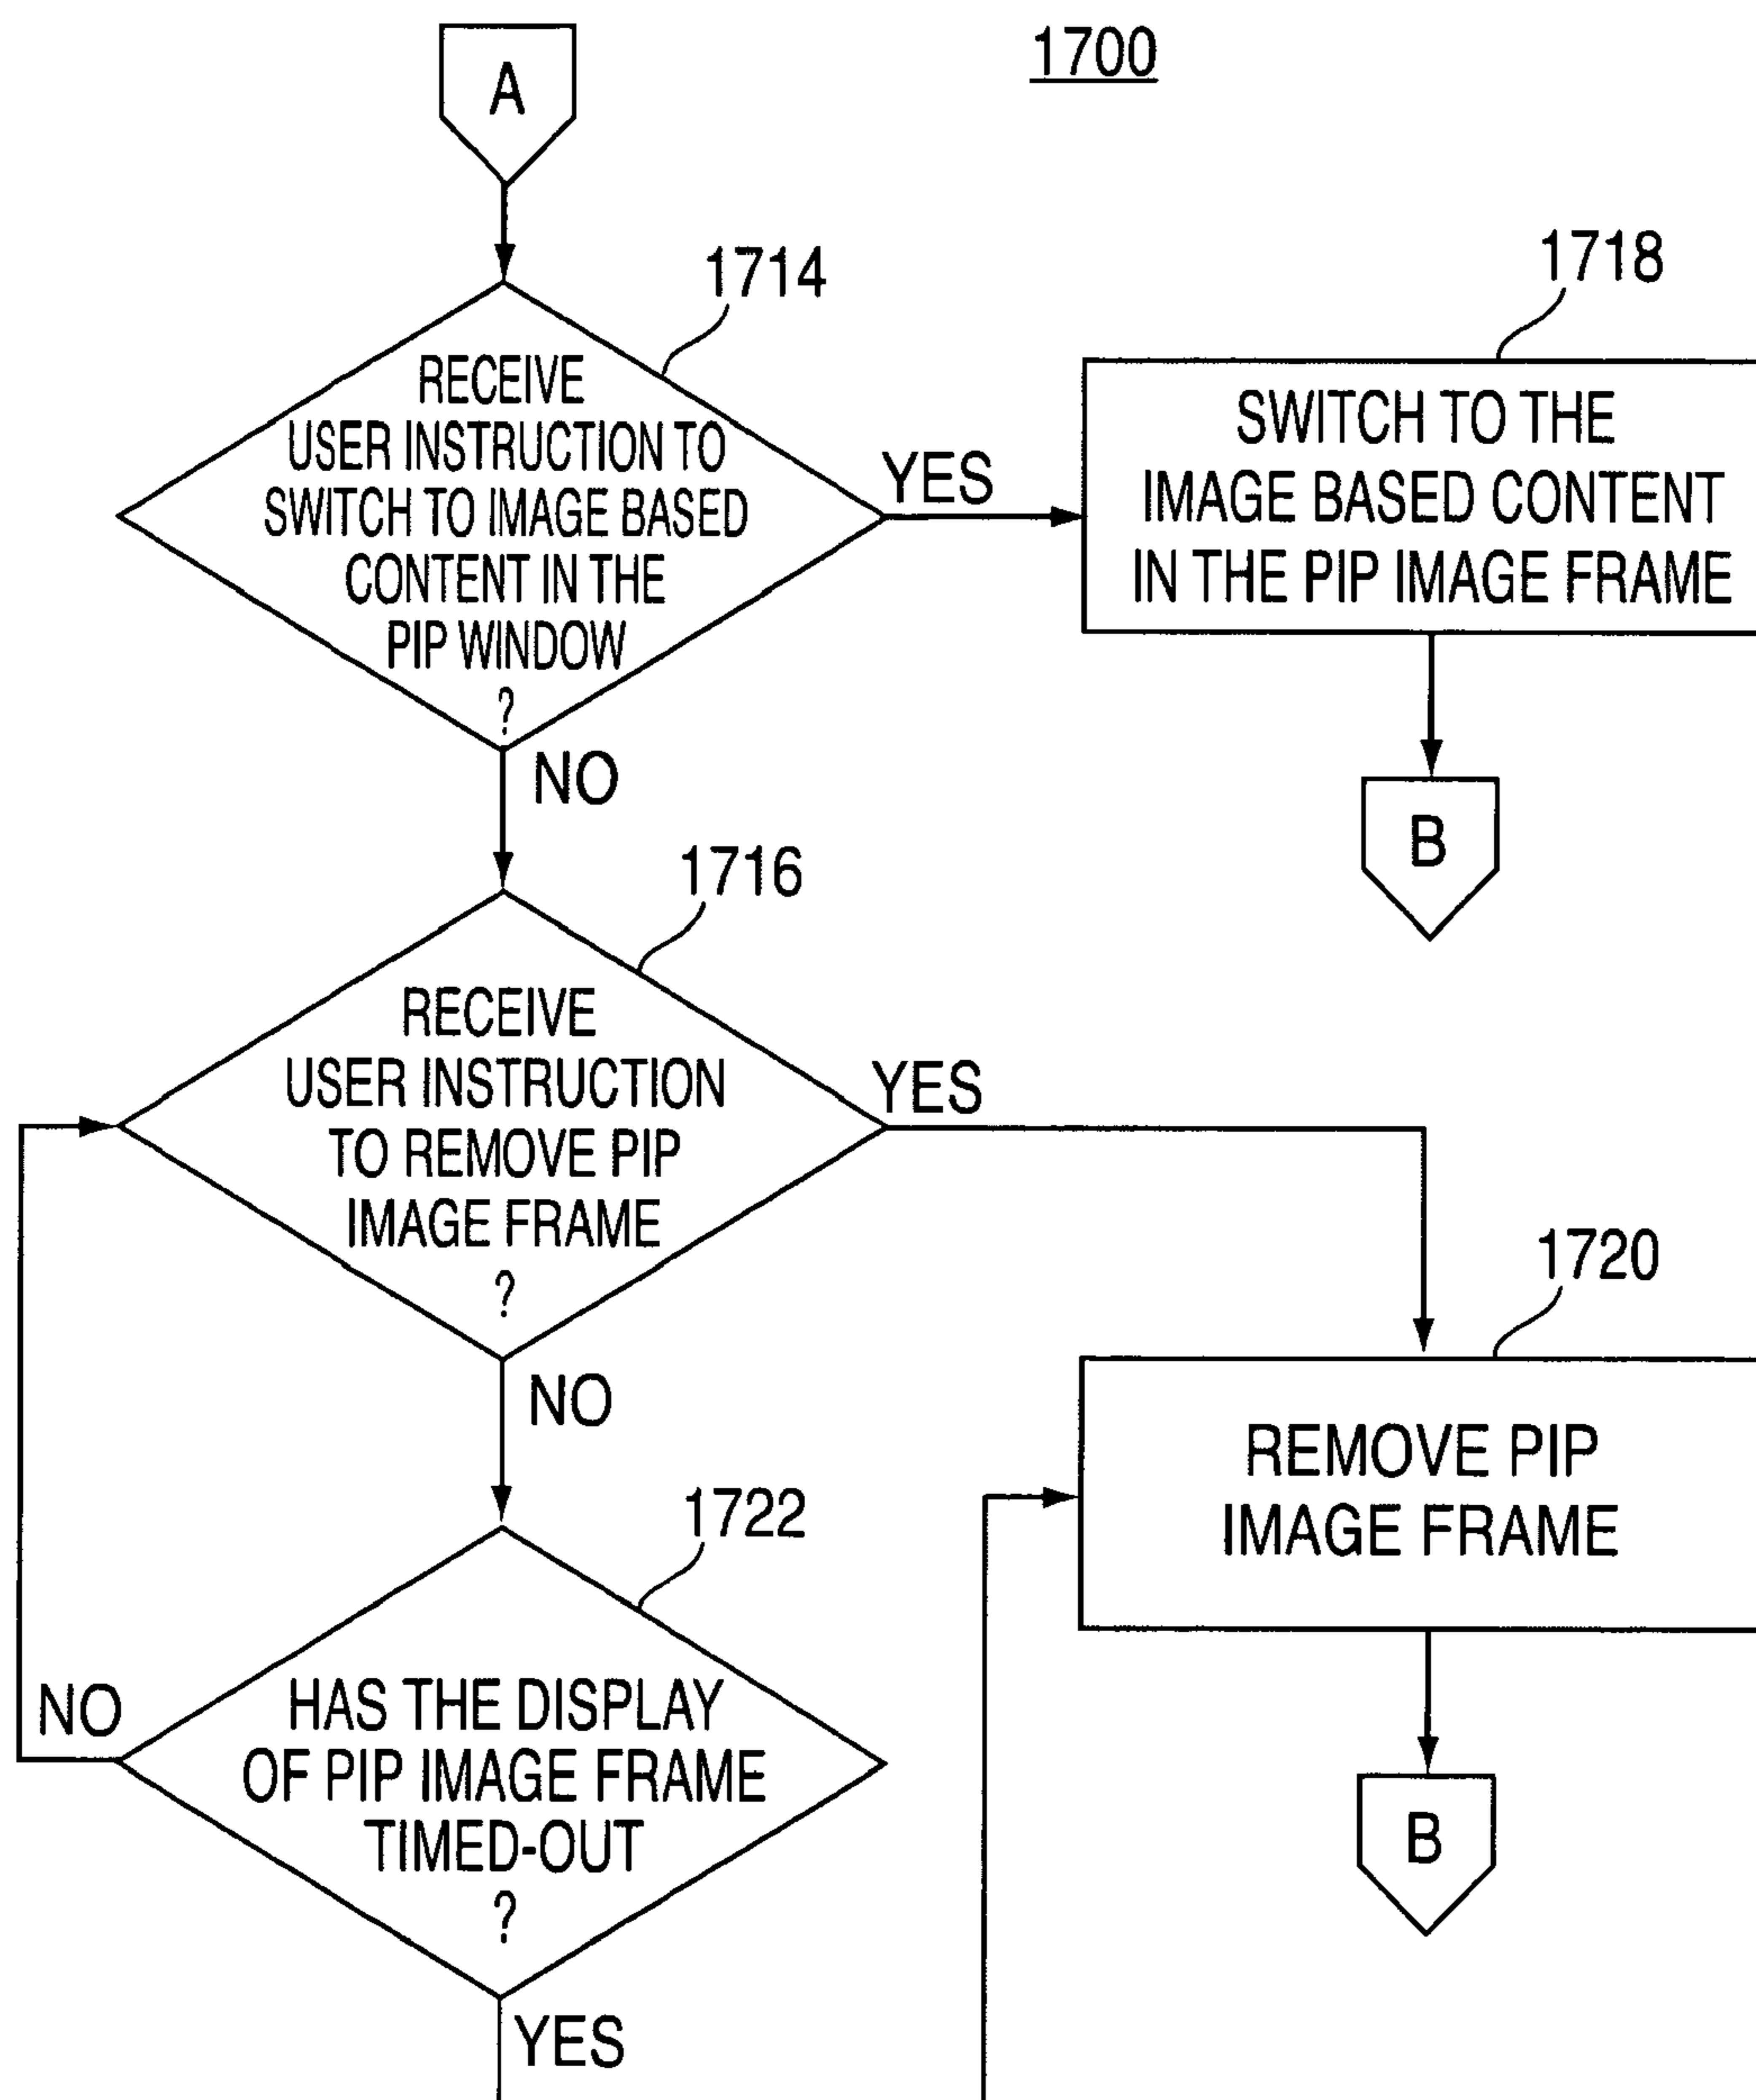 1700
A
1714
RECEIVE
USER INSTRUCTION TO
SWITCH TO IMAGE BASED
CONTENT IN THE
PIP WINDOW
?
YES
NO
1718
SWITCH TO THE
IMAGE BASED CONTENT
IN THE PIP IMAGE FRAME
B
1716
RECEIVE
USER INSTRUCTION
TO REMOVE PIP
IMAGE FRAME
?
YES
NO
1720
REMOVE PIP
IMAGE FRAME
B
1722
HAS THE DISPLAY
OF PIP IMAGE FRAME
TIMED-OUT
?
NO
YES